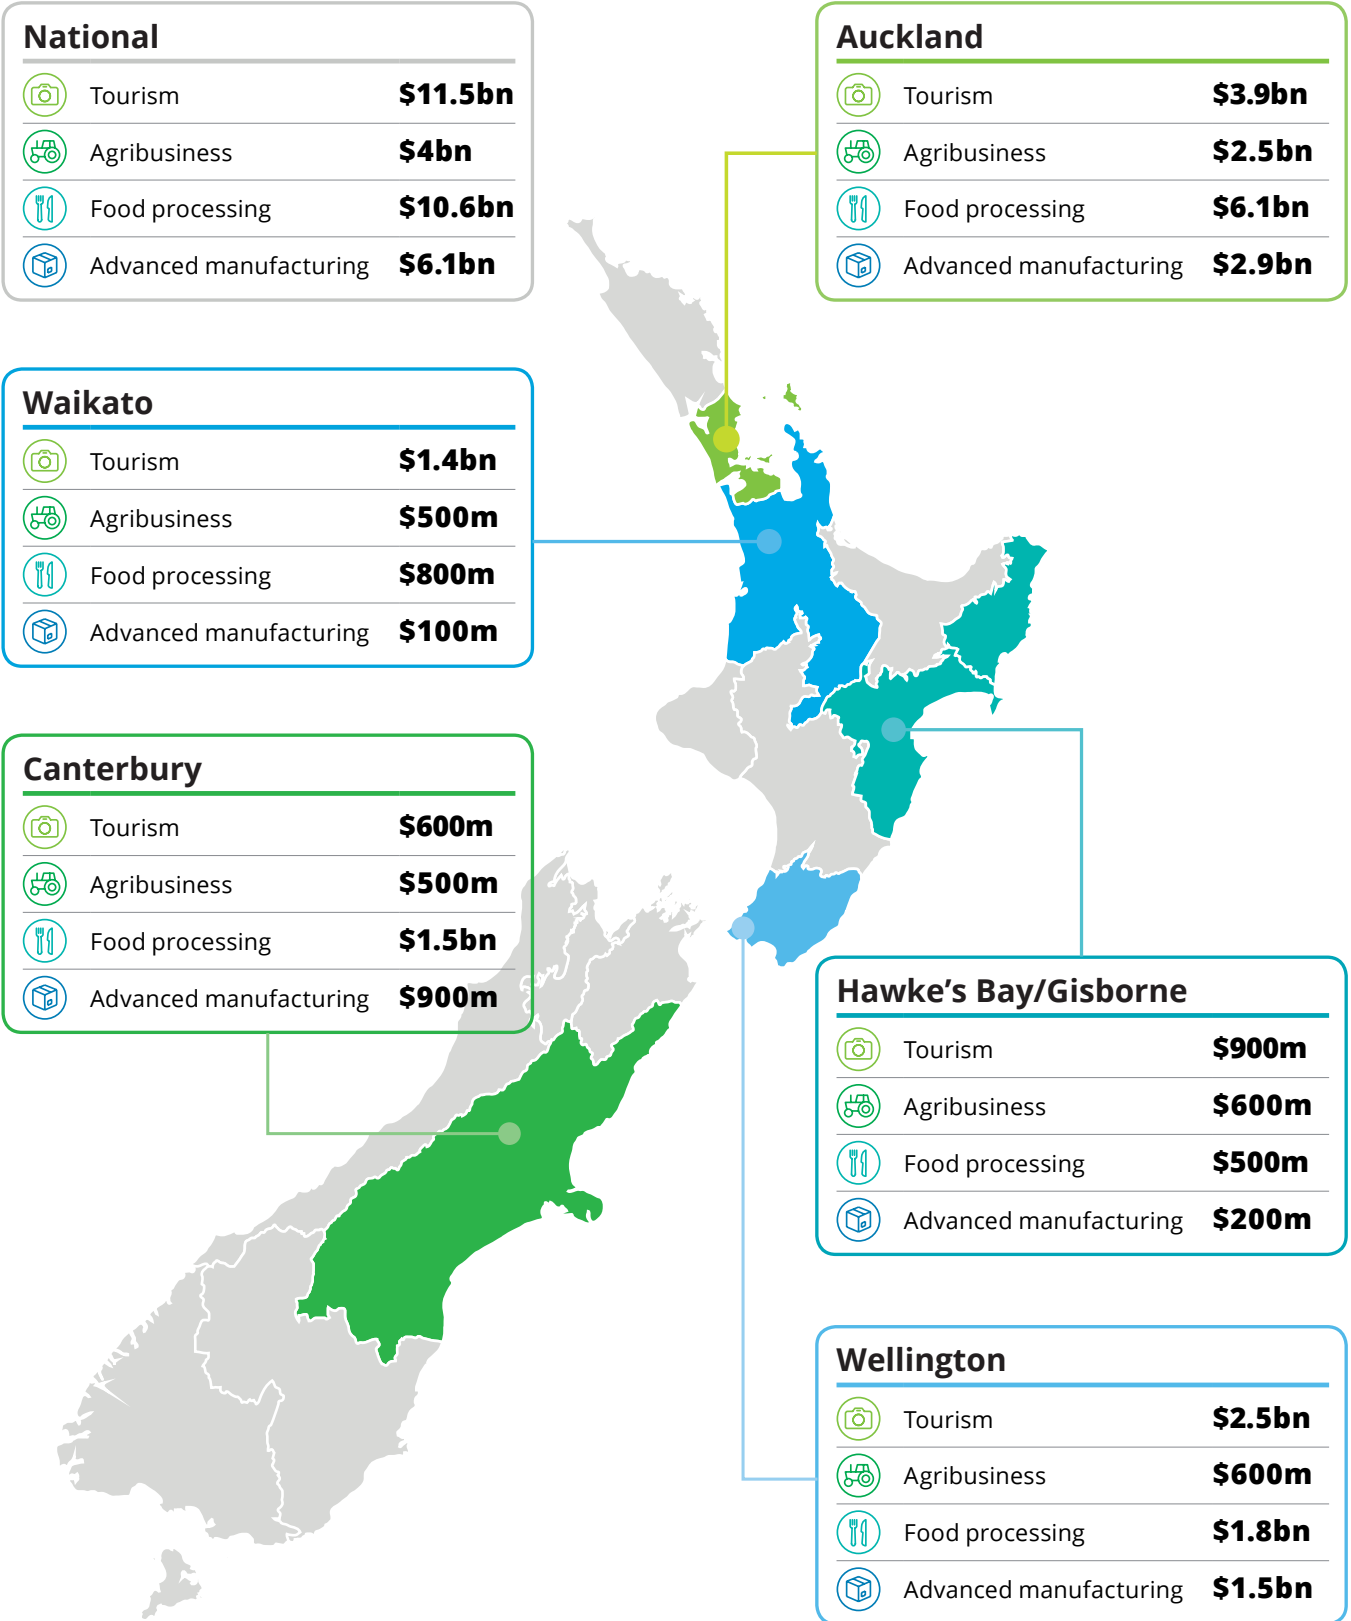 National
Tourism $11.5bn
Agribusiness $4bn
Food processing $10.6bn
Advanced manufacturing $6.1bn
Auckland
Tourism $3.9bn
Agribusiness $2.5bn
Food processing $6.1bn
Advanced manufacturing $2.9bn
Waikato
Tourism $1.4bn
Agribusiness $500m
Food processing $800m
Advanced manufacturing $100m
Canterbury
Tourism $600m
Agribusiness $500m
Food processing $1.5bn
Advanced manufacturing $900m
Hawke’s Bay/Gisborne
Tourism $900m
Agribusiness $600m
Food processing $500m
Advanced manufacturing $200m
Wellington
Tourism $2.5bn
Agribusiness $600m
Food processing $1.8bn
Advanced manufacturing $1.5bn